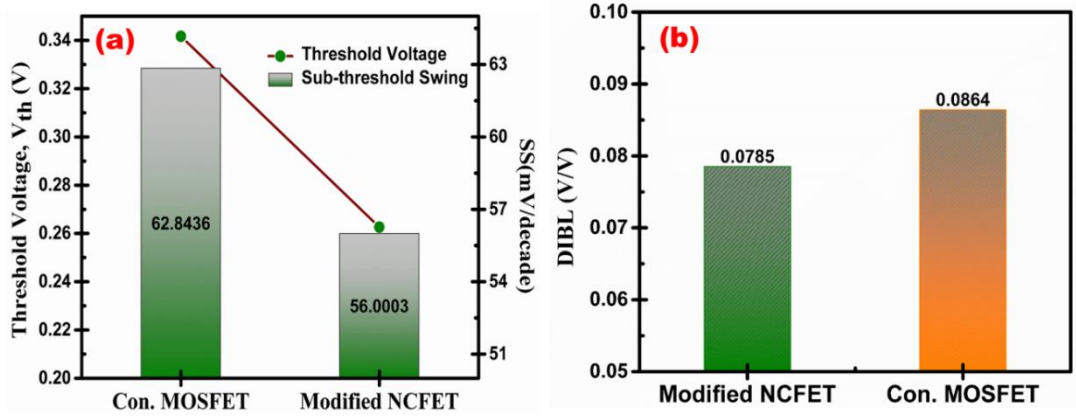 (a)
Threshold Voltage, Vth (V)
0.34
0.32
0.30
0.28
0.26
0.24
0.22
0.20
Threshold Voltage
Sub-threshold Swing
62.8436
56.0003
63
60
57
54
51
SS(mV/decade)
Con. MOSFET
Modified NCFET
(b)
DIBL (V/V)
0.10
0.09
0.08
0.07
0.06
0.05
0.0785
0.0864
Modified NCFET
Con. MOSFET